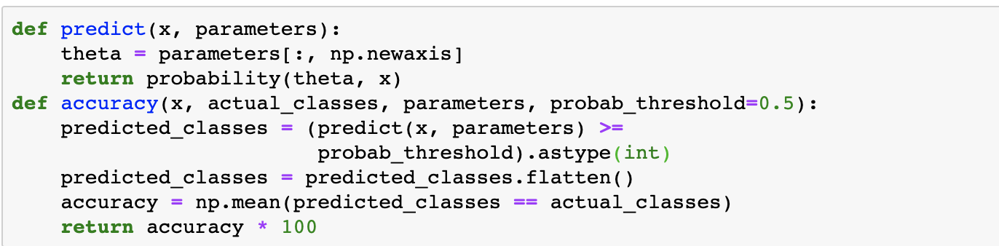 def predict(x, parameters):
    theta = parameters[:, np.newaxis]
    return probability(theta, x)
def accuracy(x, actual_classes, parameters, probab_threshold=0.5):
    predicted_classes = (predict(x, parameters) >=
                         probab_threshold).astype(int)
    predicted_classes = predicted_classes.flatten()
    accuracy = np.mean(predicted_classes == actual_classes)
    return accuracy * 100